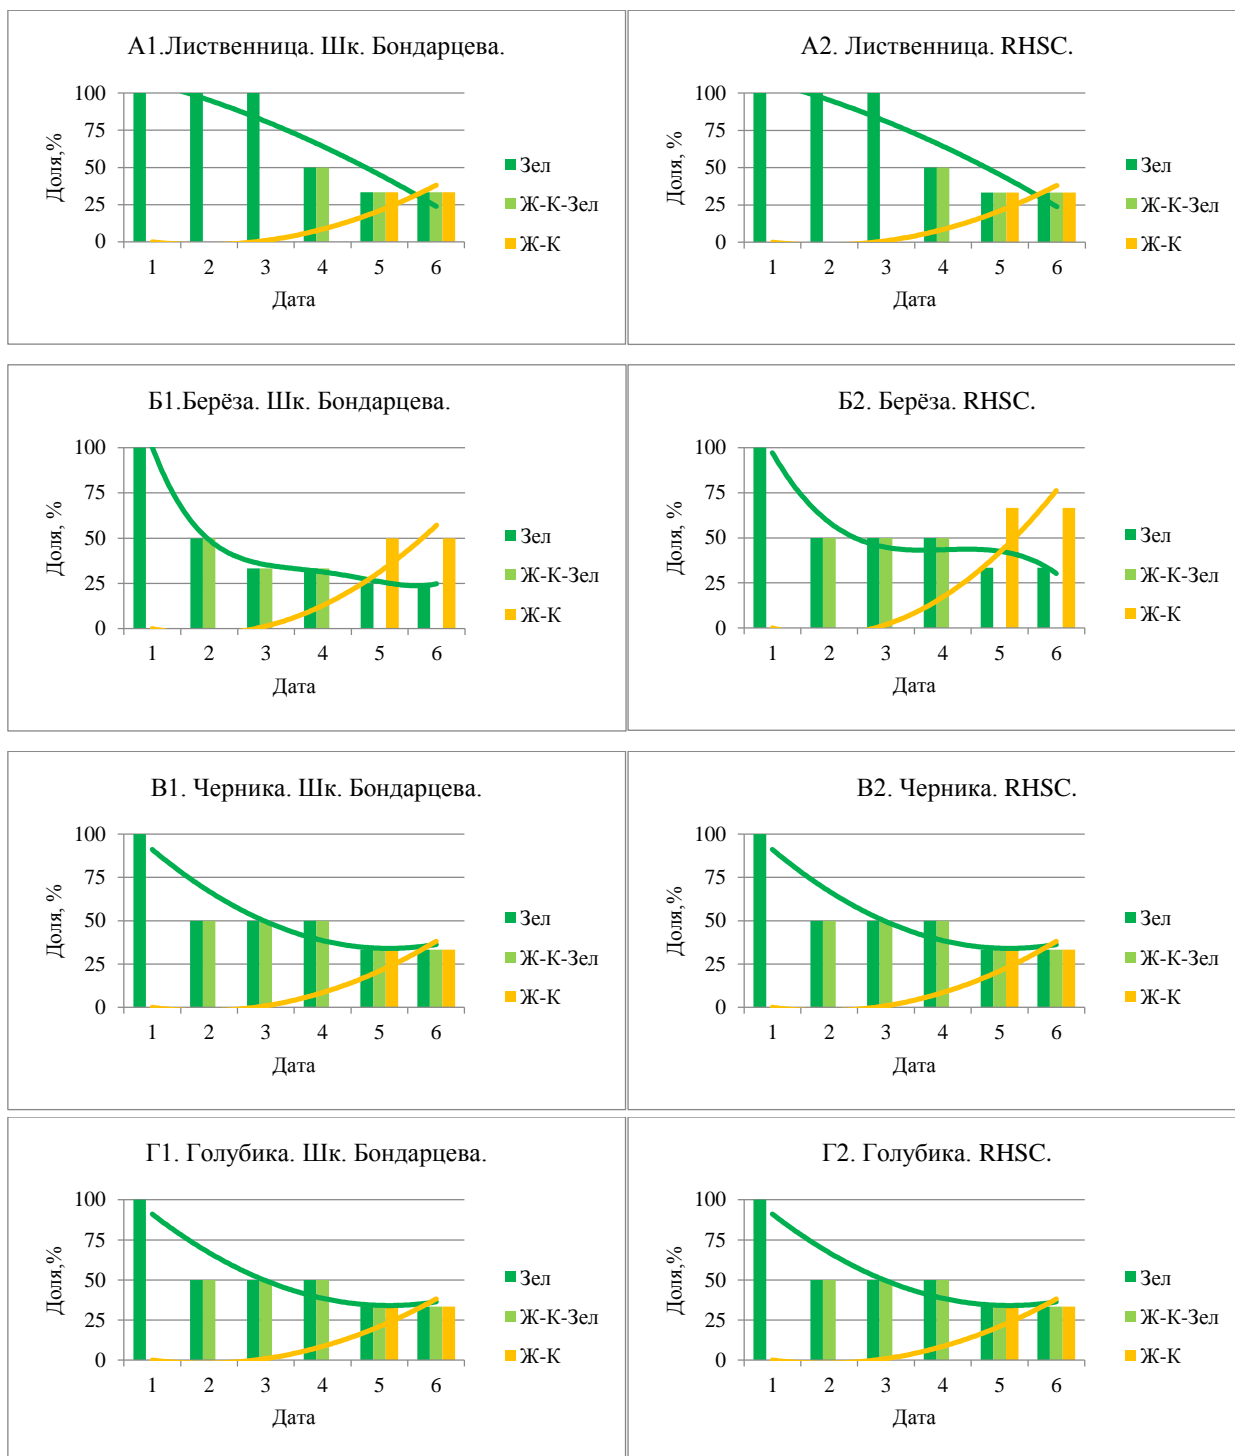 А1.Лиственница. Шк. Бондарцева.
Доля,%
100
75
50
25
0
1 2 3 4 5 6
Дата
Зел
Ж-К-Зел
Ж-К
А2. Лиственница. RHSC.
Доля, %
100
75
50
25
0
1 2 3 4 5 6
Дата
Зел
Ж-К-Зел
Ж-К
Б1.Берёза. Шк. Бондарцева.
Доля, %
100
75
50
25
0
1 2 3 4 5 6
Дата
Зел
Ж-К-Зел
Ж-К
Б2. Берёза. RHSC.
Доля, %
100
75
50
25
0
1 2 3 4 5 6
Дата
Зел
Ж-К-Зел
Ж-К
В1. Черника. Шк. Бондарцева.
Доля, %
100
75
50
25
0
1 2 3 4 5 6
Дата
Зел
Ж-К-Зел
Ж-К
В2. Черника. RHSC.
Доля,%
100
75
50
25
0
1 2 3 4 5 6
Дата
Зел
Ж-К-Зел
Ж-К
Г1. Голубика. Шк. Бондарцева.
Доля,%
100
75
50
25
0
1 2 3 4 5 6
Дата
Зел
Ж-К-Зел
Ж-К
Г2. Голубика. RHSC.
Доля,%
100
75
50
25
0
1 2 3 4 5 6
Дата
Зел
Ж-К-Зел
Ж-К